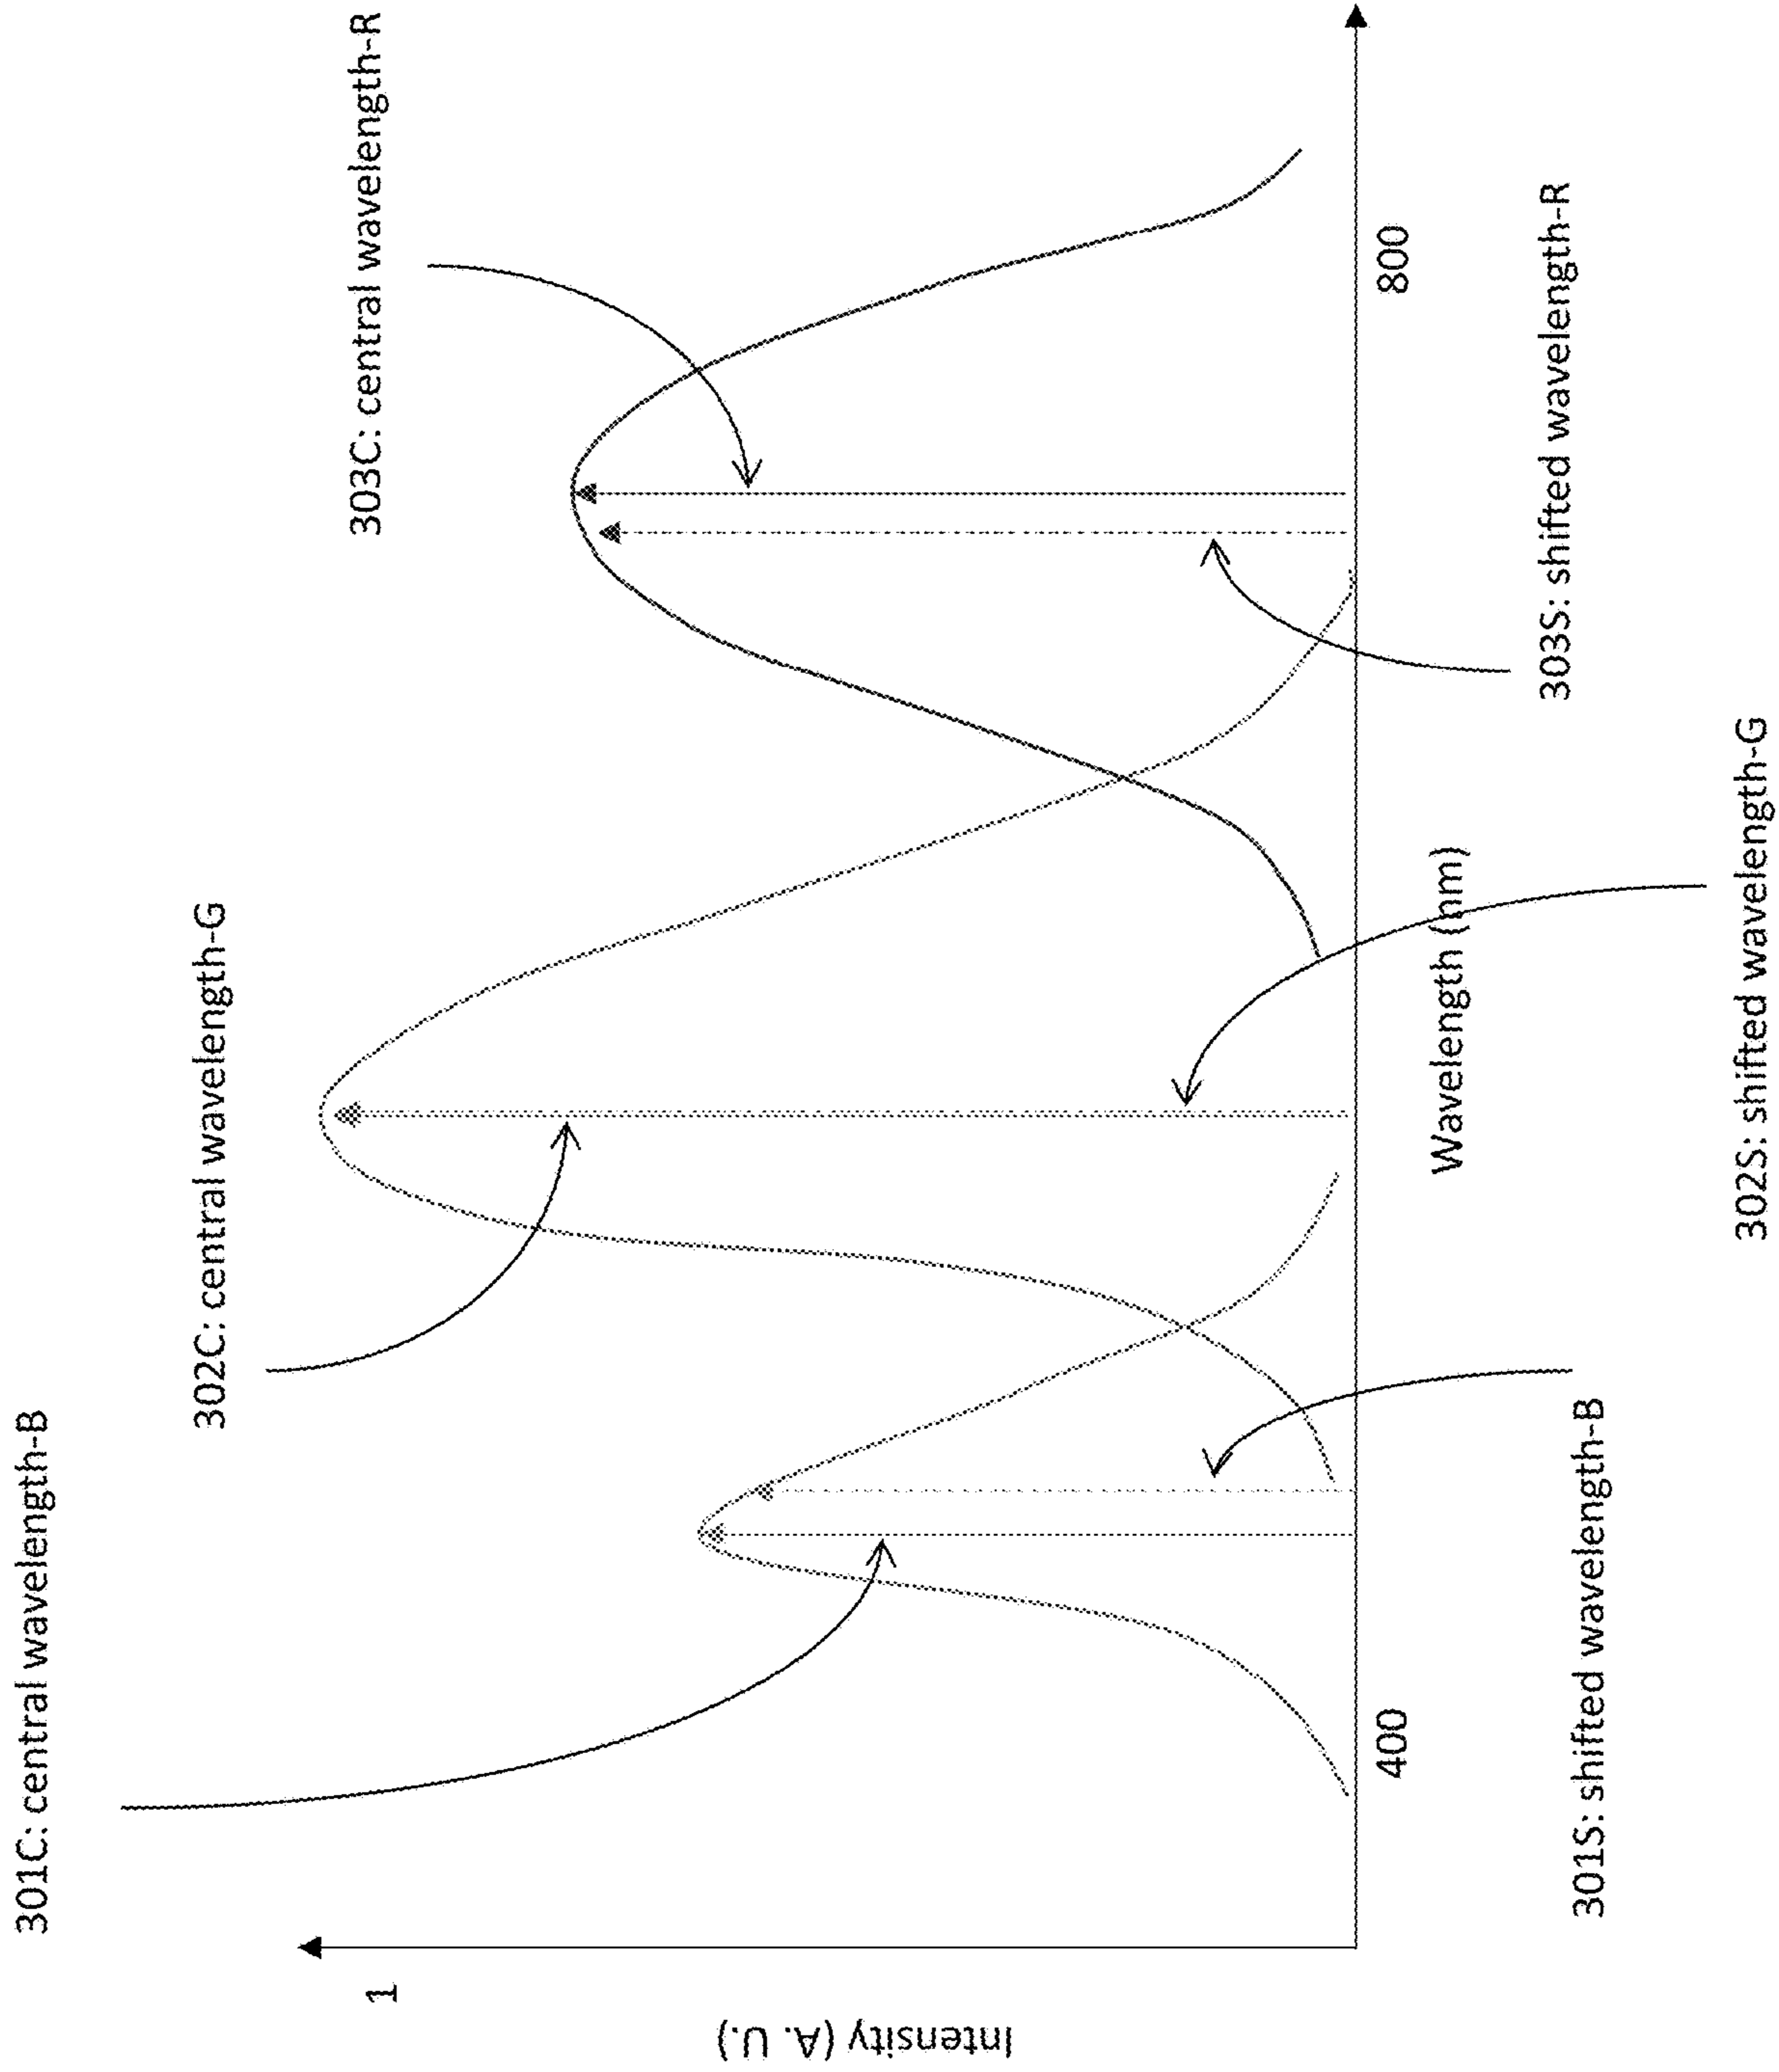 301C: central wavelength-B
302C: central wavelength-G
303C: central wavelength-R
1
Intensity (A. U.)
400
800
Wavelength (nm)
301S: shifted wavelength-B
303S: shifted wavelength-R
302S: shifted wavelength-G